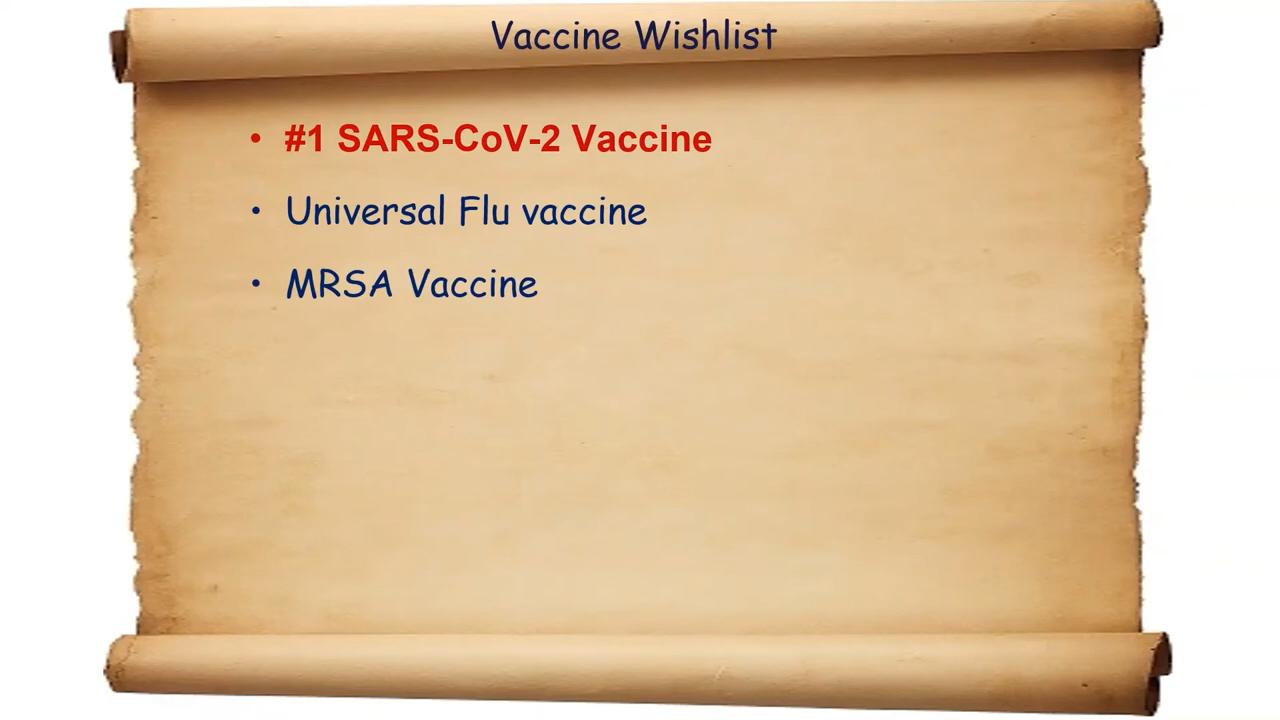 Vaccine Wishlist
• #1 SARS-CoV-2 Vaccine
• Universal Flu vaccine
• MRSA Vaccine